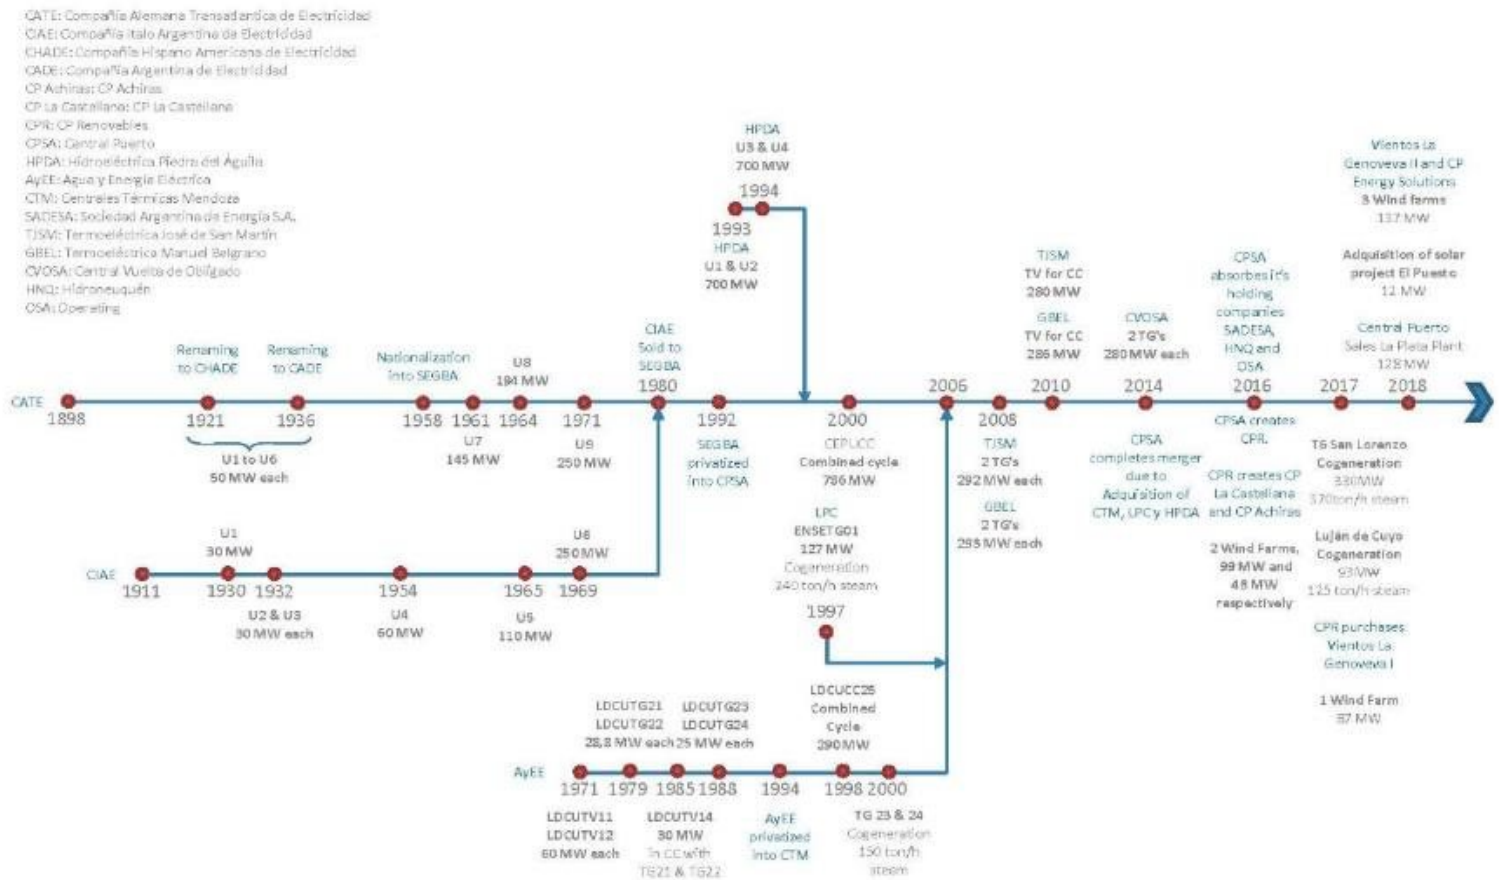 CATE: Compañía Alemana Transatlántica de Electricidad
CIAE: Compañía Italo Argentina de Electricidad
CHADE: Compañía Hispano Americana de Electricidad
CADE: Compañía Argentina de Electricidad
CP Achiras: CP Achiras
CP La Castellana: CP La Castellana
CPR: CP Renovables
CPSA: Central Puerto
HPDA: Hidroeléctrica Piedra del Águila
AyEE: Agua y Energía Eléctrica
CTM: Centrales Térmicas Mendoza
SADESA: Sociedad Argentina de Energía S.A.
TJSM: Termoeléctrica José de San Martín
GBEL: Termoeléctrica Manuel Belgrano
CVOSA: Central Vuelta de Obligado
HNQ: Hidroneuquén
OSA: Operating
HPDA
U3 & U4
700 MW
1994
1993
HPDA
U1 & U2
700 MW
Vientos La
Genoveva II and CP
Energy Solutions
3 Wind farms
137 MW
Adquisition of solar
project El Puesto
12 MW
Central Puerto
Sales La Plata Plant
128 MW
TJSM
TV for CC
280 MW
GBEL
TV for CC
286 MW
CVOSA
2 TG's
280 MW each
CPSA
absorbes it's
holding
companies
SADESA,
HNQ and
OSA
Renaming
to CHADE
Renaming
to CADE
Nationalization
into SEGBA
U8
194 MW
CIAE
Sold to
SEGBA
1980
2006
2010
2014
2016
2017
2018
CATE
1898
1921
1936
1958
1961
1964
1971
1992
2000
2008
U1 to U6
50 MW each
U7
145 MW
U9
250 MW
SEGBA
privatized
into CPSA
CEPUCC
Combined cycle
786 MW
TJSM
2 TG's
292 MW each
GBEL
2 TG's
293 MW each
CPSA
completes merger
due to
Adquisition of
CTM, LPC y HPDA
CPSA creates
CPR.
CPR creates CP
La Castellana
and CP Achiras
2 Wind Farms,
99 MW and
48 MW
respectively
T6 San Lorenzo
Cogeneration
330MW
370ton/h steam
Luján de Cuyo
Cogeneration
93MW
125 ton/h steam
CPR purchases
Vientos La
Genoveva I
1 Wind Farm
87 MW
LPC
ENSETG01
127 MW
Cogeneration
240 ton/h steam
1997
U1
30 MW
U6
250 MW
CIAE
1911
1930
1932
1954
1965
1969
U2 & U3
30 MW each
U4
60 MW
U5
110 MW
LDCUTG21
LDCUTG22
28,8 MW each
LDCUTG23
LDCUTG24
25 MW each
LDCUCC25
Combined
Cycle
290 MW
AyEE
1971
1979
1985
1988
1994
1998
2000
LDCUTV11
LDCUTV12
60 MW each
LDCUTV14
30 MW
in CC with
TG21 & TG22
AyEE
privatized
into CTM
TG 23 & 24
Cogeneration
150 ton/h
steam